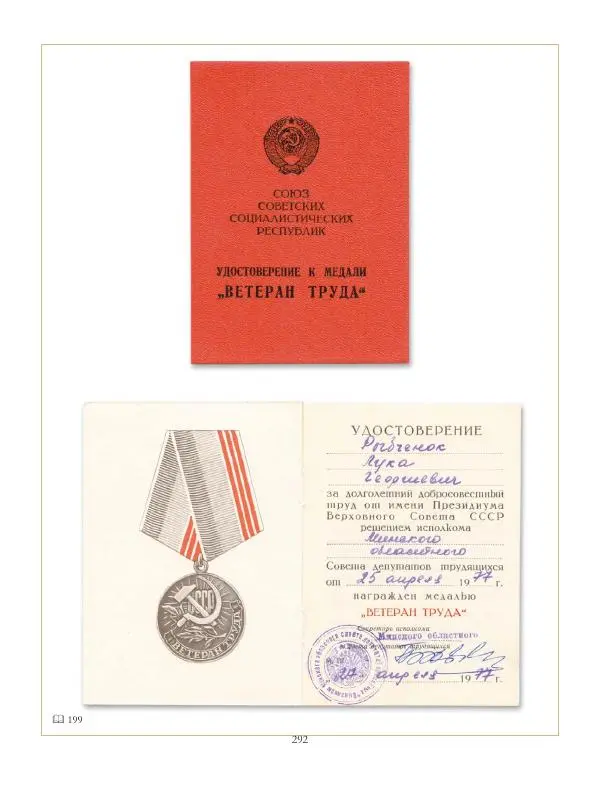 СОЮЗ
СОВЕТСКИХ
СОЦИАЛИСТИЧЕСКИХ
РЕСПУБЛИК
УДОСТОВЕРЕНИЕ К МЕДАЛИ
„ВЕТЕРАН ТРУДА“
СССР
ВЕТЕРАН ТРУДА
УДОСТОВЕРЕНИЕ
Рыбченок
Лука
Георгиевич
за долголетний добросовестный
труд от имени Президиума
Верховного Совета СССР
решением исполкома
Минского
областного
Совета депутатов трудящихся
от 25 апреля 1977 г.
награжден медалью
„ВЕТЕРАН ТРУДА“
Секретарь исполкома
Минского областного
Совета депутатов трудящихся
27 апреля 1977 г.
199
292